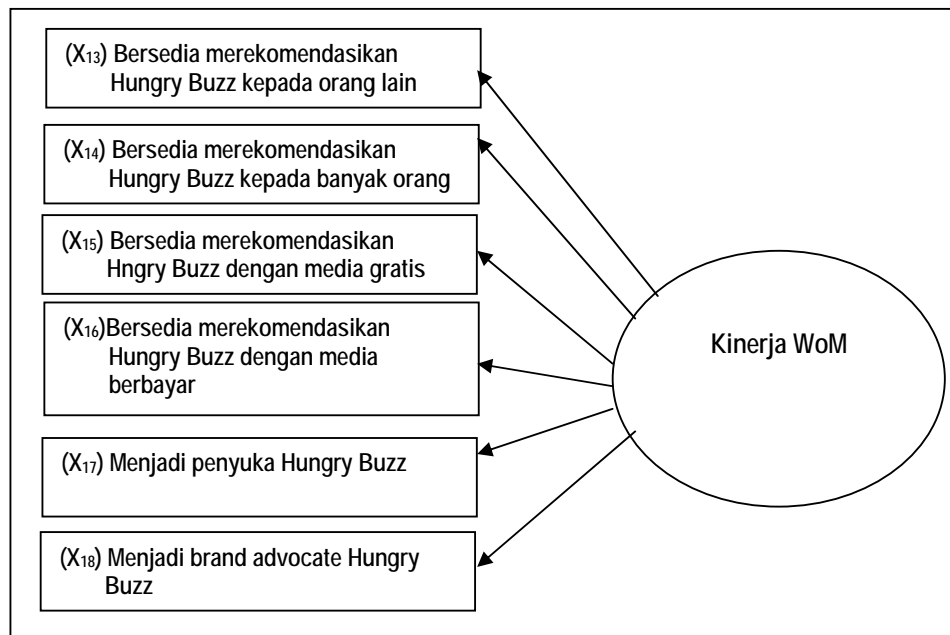 (X₁₃) Bersedia merekomendasikan
Hungry Buzz kepada orang lain
(X₁₄) Bersedia merekomendasikan
Hungry Buzz kepada banyak orang
(X₁₅) Bersedia merekomendasikan
Hngry Buzz dengan media gratis
(X₁₆)Bersedia merekomendasikan
Hungry Buzz dengan media
berbayar
(X₁₇) Menjadi penyuka Hungry Buzz
(X₁₈) Menjadi brand advocate Hungry
Buzz
Kinerja WoM